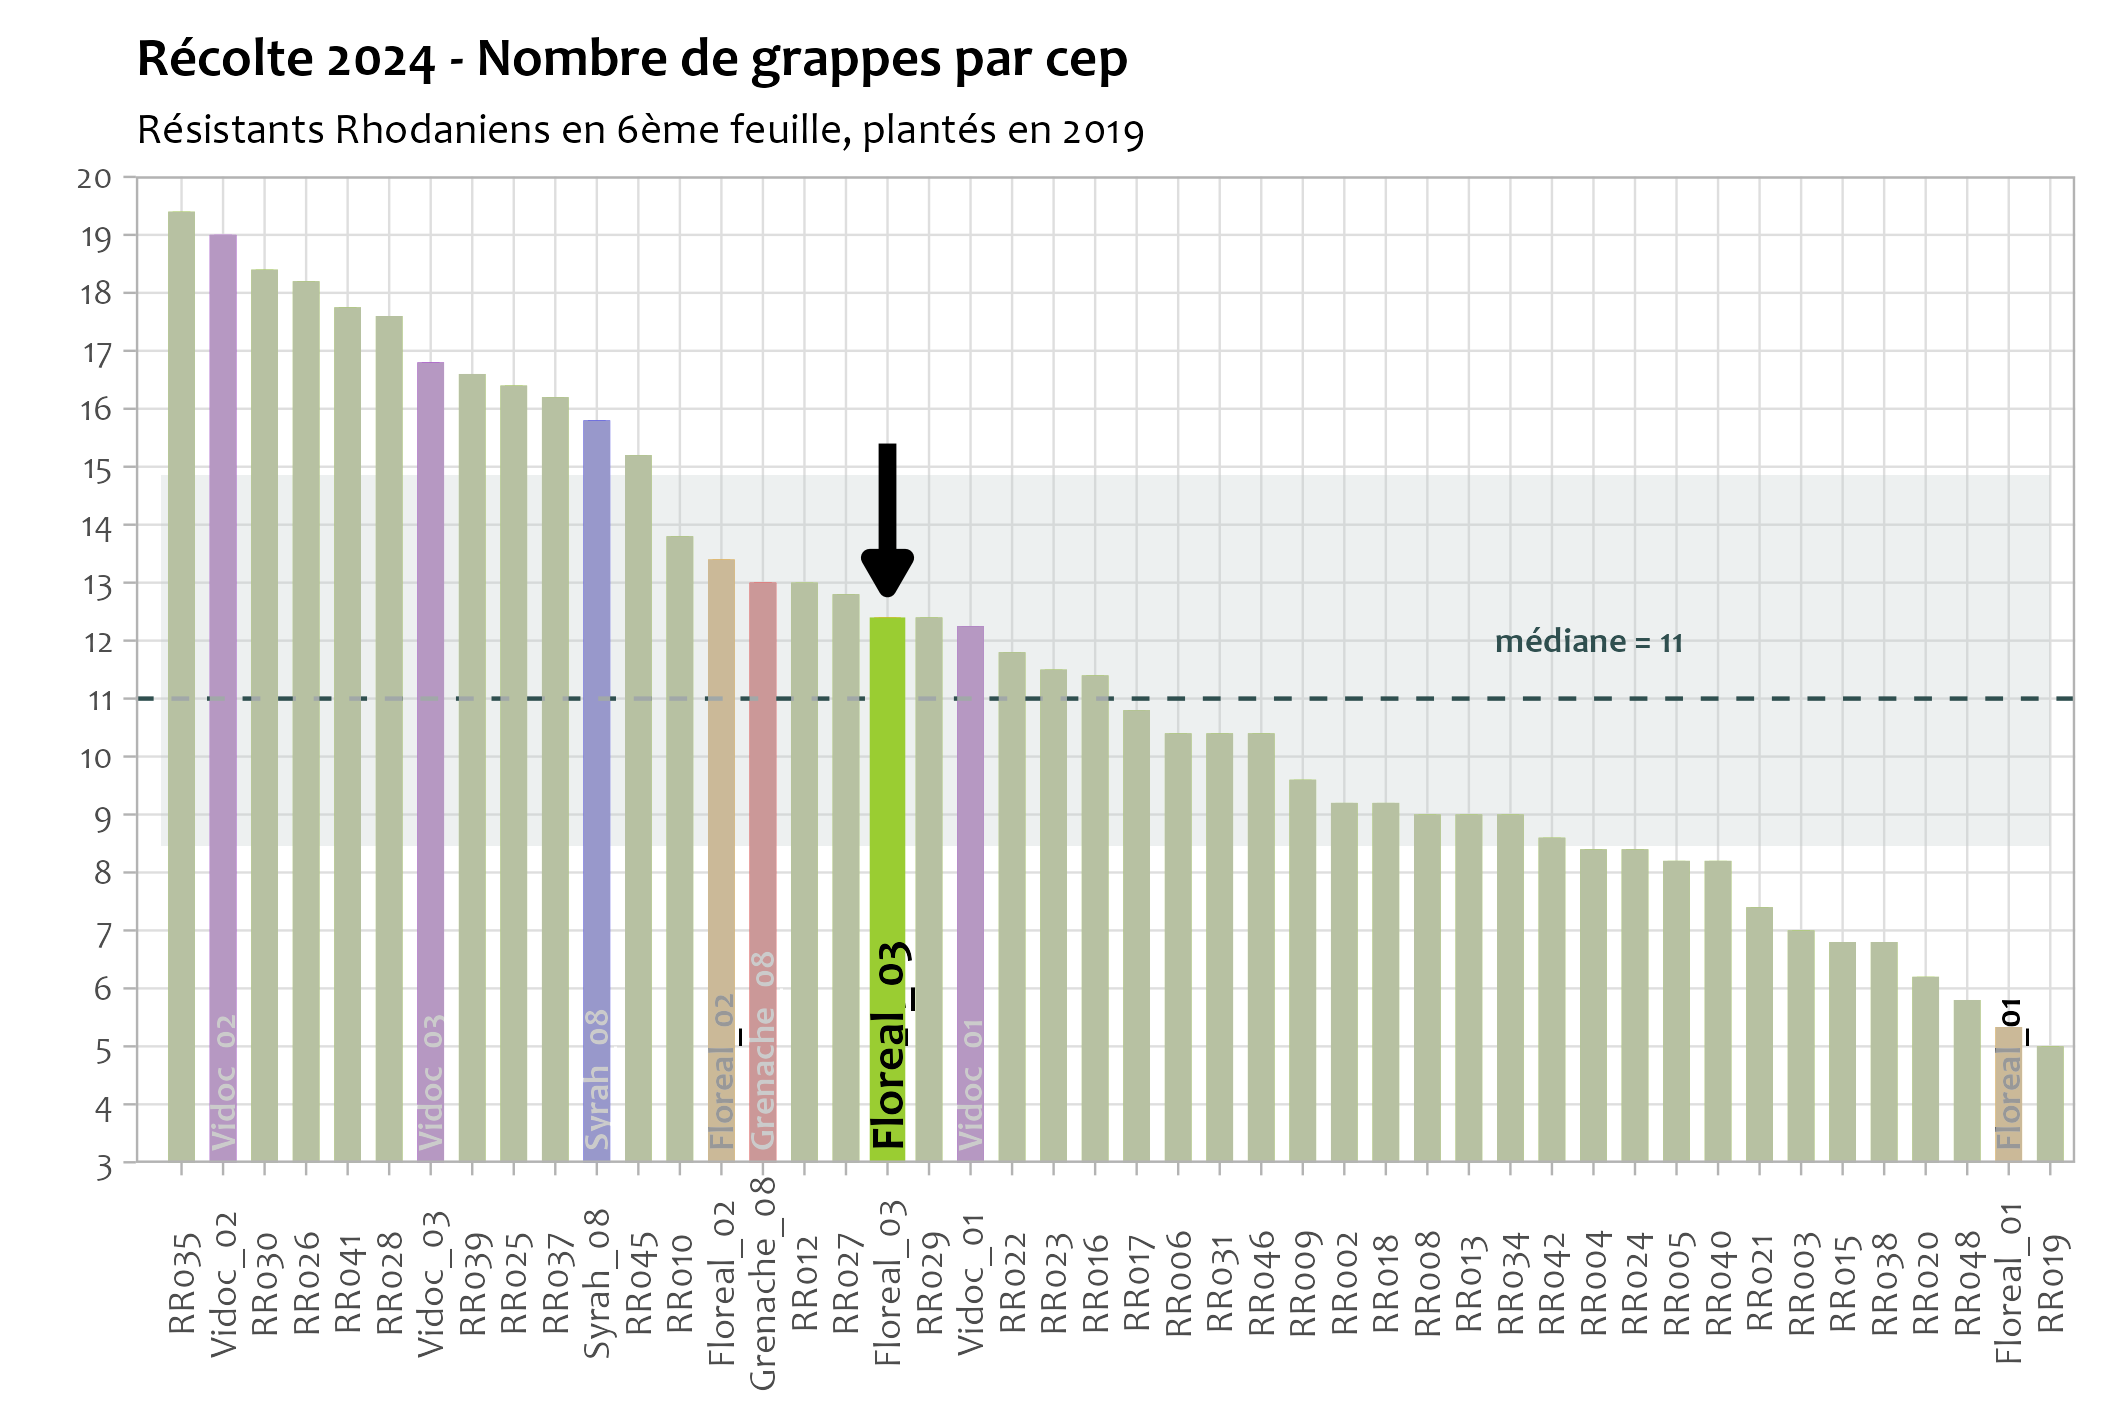 Récolte 2024 - Nombre de grappes par cep
Résistants Rhodaniens en 6ème feuille, plantés en 2019
20
19
18
17
16
15
14
13
12
11
10
9
8
7
6
5
4
3
médiane = 11
Vidoc_02
Vidoc_03
Syrah_08
Floreal_02
Grenache_08
Floreal_03
Vidoc_01
Floreal_01
RR035
Vidoc_02
RR030
RR026
RR041
RR028
Vidoc_03
RR039
RR025
RR037
Syrah_08
RR045
RR010
Floreal_02
Grenache_08
RR012
RR027
Floreal_03
RR029
Vidoc_01
RR022
RR023
RR016
RR017
RR006
RR031
RR046
RR009
RR002
RR018
RR008
RR013
RR034
RR042
RR004
RR024
RR005
RR040
RR021
RR003
RR015
RR038
RR020
RR048
Floreal_01
RR019